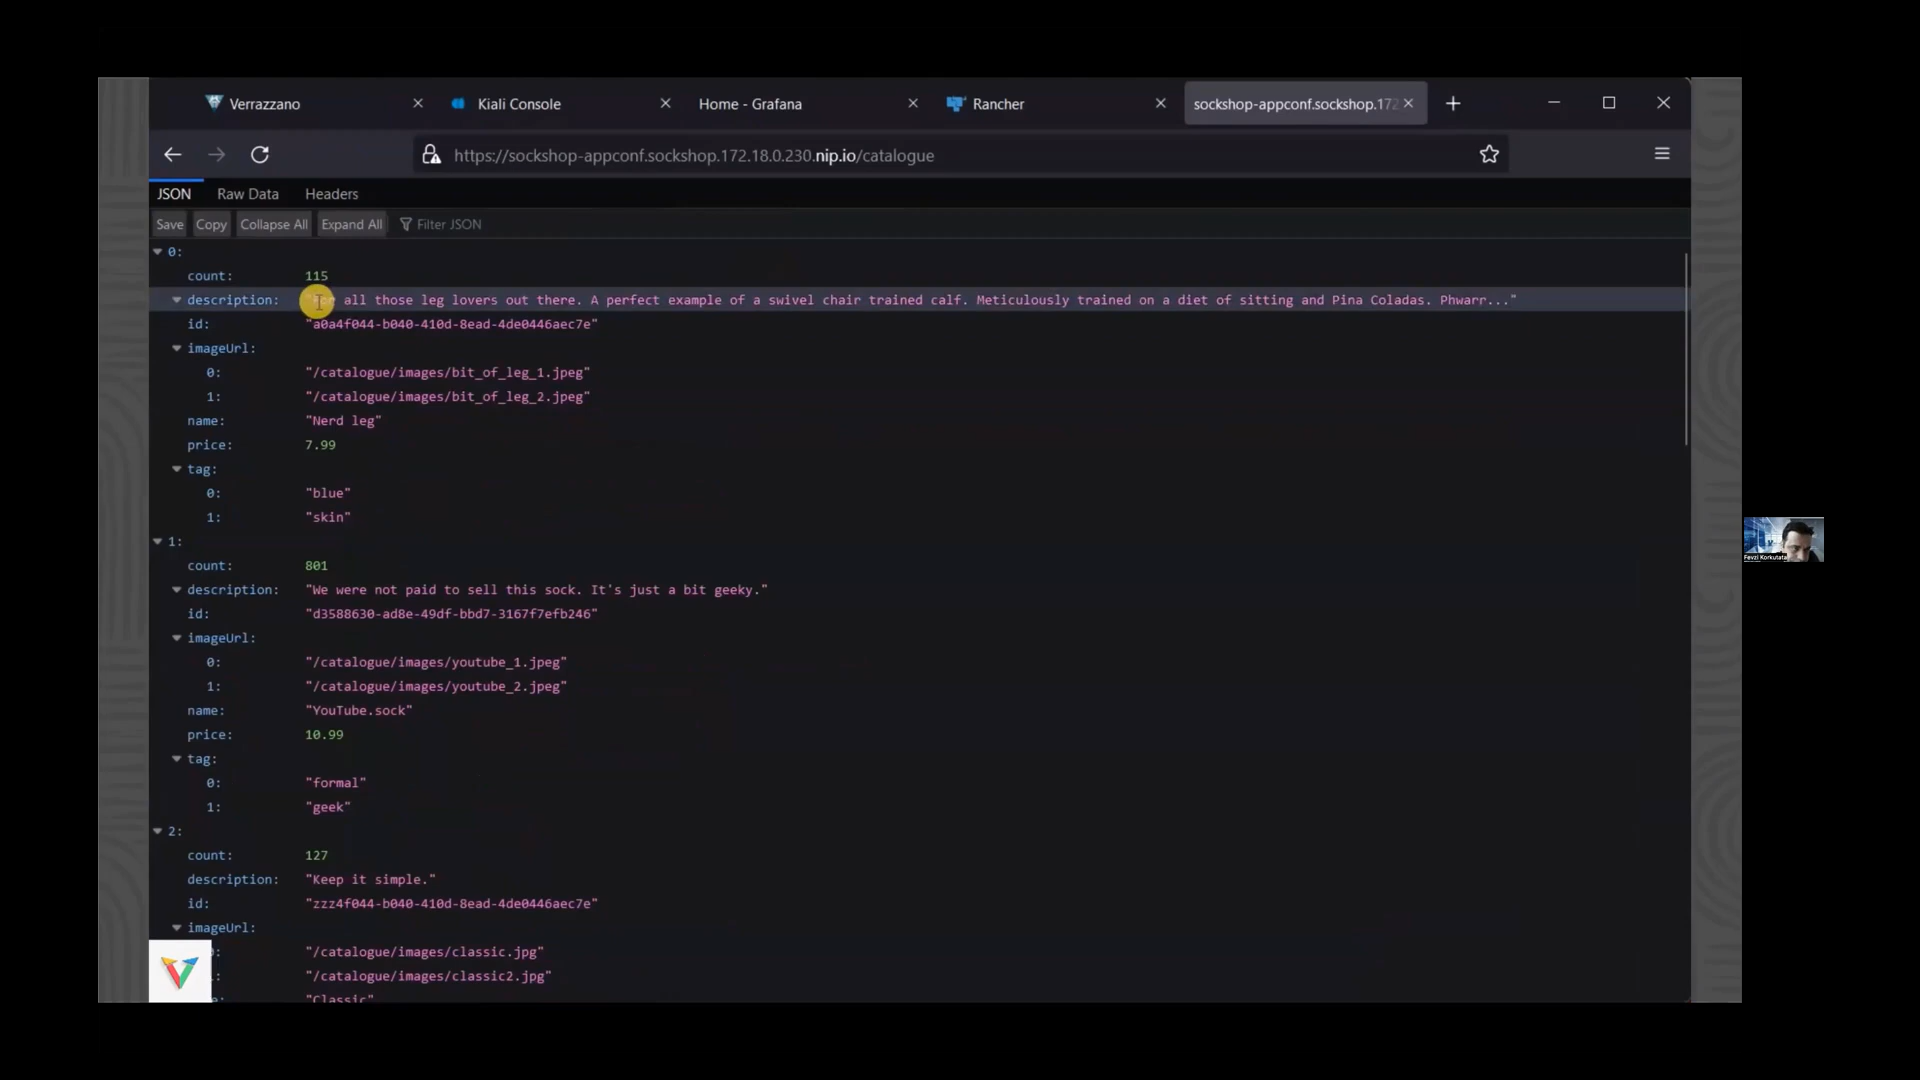 Verrazzano Kiali Console Home - Grafana Rancher sockshop-appconf.sockshop.172
https://sockshop-appconf.sockshop.172.18.0.230.nip.io/catalogue
JSON Raw Data Headers
Save Copy Collapse All Expand All Filter JSON
0:
count: 115
description: all those leg lovers out there. A perfect example of a swivel chair trained calf. Meticulously trained on a diet of sitting and Pina Coladas. Phwarr..."
id: "a0a4f044-b040-410d-8ead-4de0446aec7e"
imageUrl:
0: "/catalogue/images/bit_of_leg_1.jpeg"
1: "/catalogue/images/bit_of_leg_2.jpeg"
name: "Nerd leg"
price: 7.99
tag:
0: "blue"
1: "skin"
1:
count: 801
description: "We were not paid to sell this sock. It's just a bit geeky."
id: "d3588630-ad8e-49df-bbd7-3167f7efb246"
imageUrl:
0: "/catalogue/images/youtube_1.jpeg"
1: "/catalogue/images/youtube_2.jpeg"
name: "YouTube.sock"
price: 10.99
tag:
0: "formal"
1: "geek"
2:
count: 127
description: "Keep it simple."
id: "zzz4f044-b040-410d-8ead-4de0446aec7e"
imageUrl:
"/catalogue/images/classic.jpg"
"/catalogue/images/classic2.jpg"
"Classic"
Fevzi Korkutata